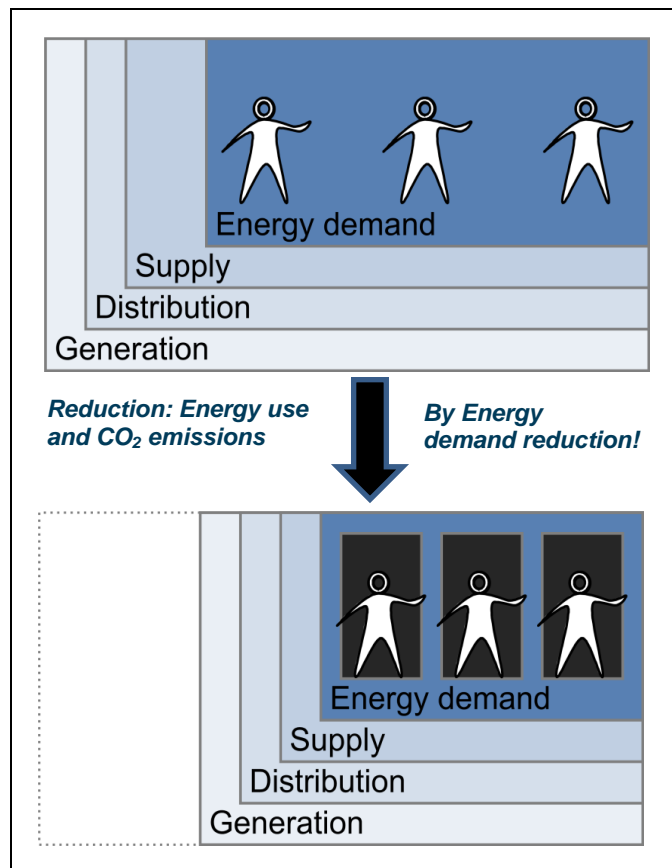 Energy demand
Supply
Distribution
Generation
Reduction: Energy use
and CO₂ emissions
By Energy
demand reduction!
Energy demand
Supply
Distribution
Generation